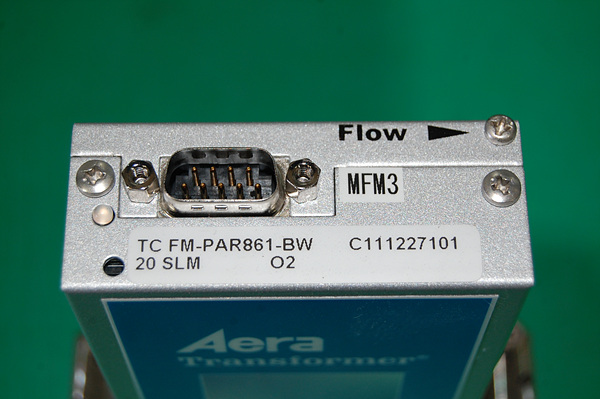 Flow
MFM3
TC FM-PAR861-BW C111227101
20 SLM O2
Aera
Transformer